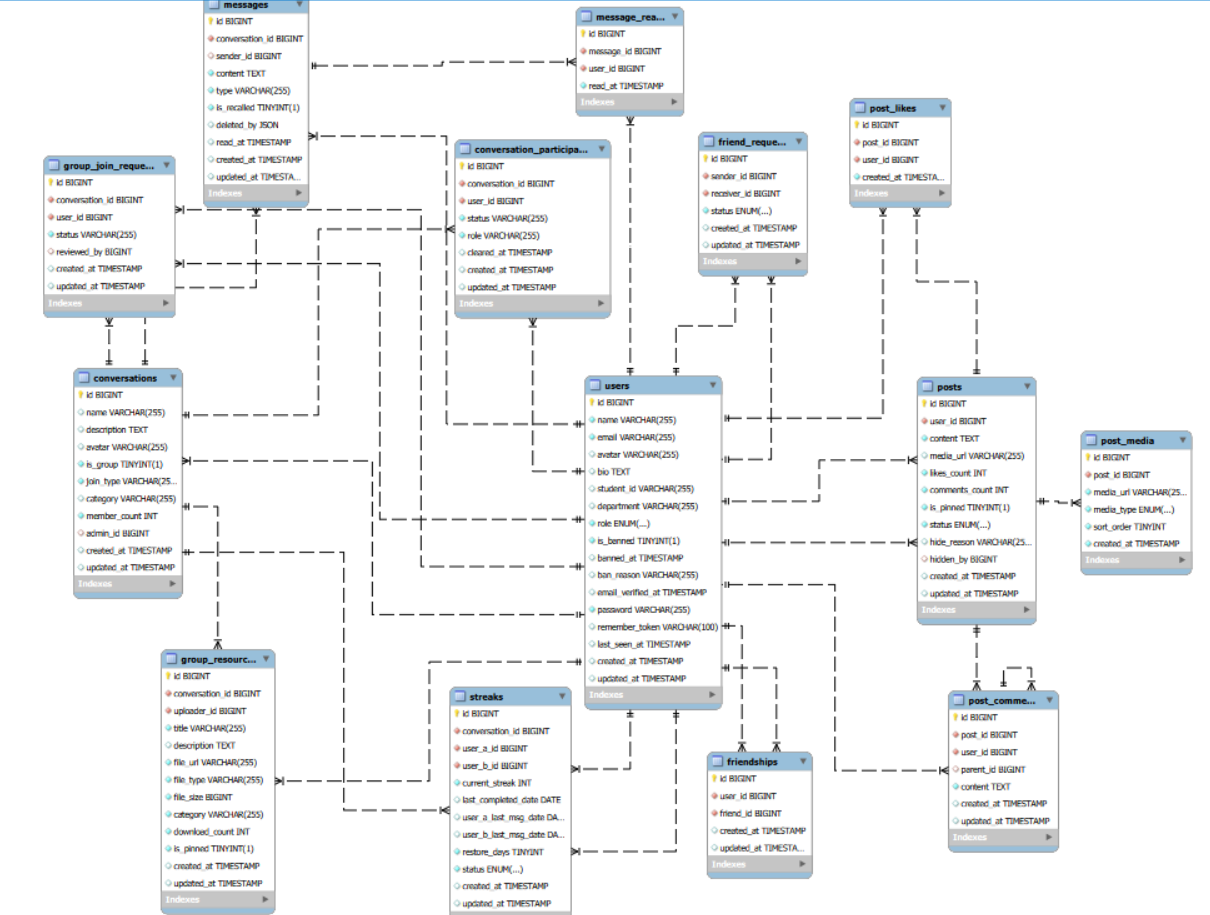 messages
id BIGINT
conversation_id BIGINT
sender_id BIGINT
content TEXT
type VARCHAR(255)
is_recalled TINYINT(1)
deleted_by JSON
read_at TIMESTAMP
created_at TIMESTAMP
updated_at TIMESTA...
Indexes
message_rea...
id BIGINT
message_id BIGINT
user_id BIGINT
read_at TIMESTAMP
Indexes
post_likes
id BIGINT
post_id BIGINT
user_id BIGINT
created_at TIMESTA...
Indexes
friend_reque...
id BIGINT
sender_id BIGINT
receiver_id BIGINT
status ENUM(...)
created_at TIMESTAMP
updated_at TIMESTAMP
Indexes
conversation_participa...
id BIGINT
conversation_id BIGINT
user_id BIGINT
status VARCHAR(255)
role VARCHAR(255)
cleared_at TIMESTAMP
created_at TIMESTAMP
updated_at TIMESTAMP
Indexes
group_join_reque...
id BIGINT
conversation_id BIGINT
user_id BIGINT
status VARCHAR(255)
reviewed_by BIGINT
created_at TIMESTAMP
updated_at TIMESTAMP
Indexes
conversations
id BIGINT
name VARCHAR(255)
description TEXT
avatar VARCHAR(255)
is_group TINYINT(1)
join_type VARCHAR(25...
category VARCHAR(255)
member_count INT
admin_id BIGINT
created_at TIMESTAMP
updated_at TIMESTAMP
Indexes
users
id BIGINT
name VARCHAR(255)
email VARCHAR(255)
avatar VARCHAR(255)
bio TEXT
student_id VARCHAR(255)
department VARCHAR(255)
role ENUM(...)
is_banned TINYINT(1)
banned_at TIMESTAMP
ban_reason VARCHAR(255)
email_verified_at TIMESTAMP
password VARCHAR(255)
remember_token VARCHAR(100)
last_seen_at TIMESTAMP
created_at TIMESTAMP
updated_at TIMESTAMP
Indexes
posts
id BIGINT
user_id BIGINT
content TEXT
media_url VARCHAR(255)
likes_count INT
comments_count INT
is_pinned TINYINT(1)
status ENUM(...)
hide_reason VARCHAR(25...
hidden_by BIGINT
created_at TIMESTAMP
updated_at TIMESTAMP
Indexes
post_media
id BIGINT
post_id BIGINT
media_url VARCHAR(25...
media_type ENUM(...)
sort_order TINYINT
created_at TIMESTAMP
Indexes
group_resourc...
id BIGINT
conversation_id BIGINT
uploader_id BIGINT
title VARCHAR(255)
description TEXT
file_url VARCHAR(255)
file_type VARCHAR(255)
file_size BIGINT
category VARCHAR(255)
download_count INT
is_pinned TINYINT(1)
created_at TIMESTAMP
updated_at TIMESTAMP
Indexes
streaks
id BIGINT
conversation_id BIGINT
user_a_id BIGINT
user_b_id BIGINT
current_streak INT
last_completed_date DATE
user_a_last_msg_date DA...
user_b_last_msg_date DA...
restore_days TINYINT
status ENUM(...)
created_at TIMESTAMP
updated_at TIMESTAMP
friendships
id BIGINT
user_id BIGINT
friend_id BIGINT
created_at TIMESTAMP
updated_at TIMESTA...
Indexes
post_comme...
id BIGINT
post_id BIGINT
user_id BIGINT
parent_id BIGINT
content TEXT
created_at TIMESTAMP
updated_at TIMESTAMP
Indexes